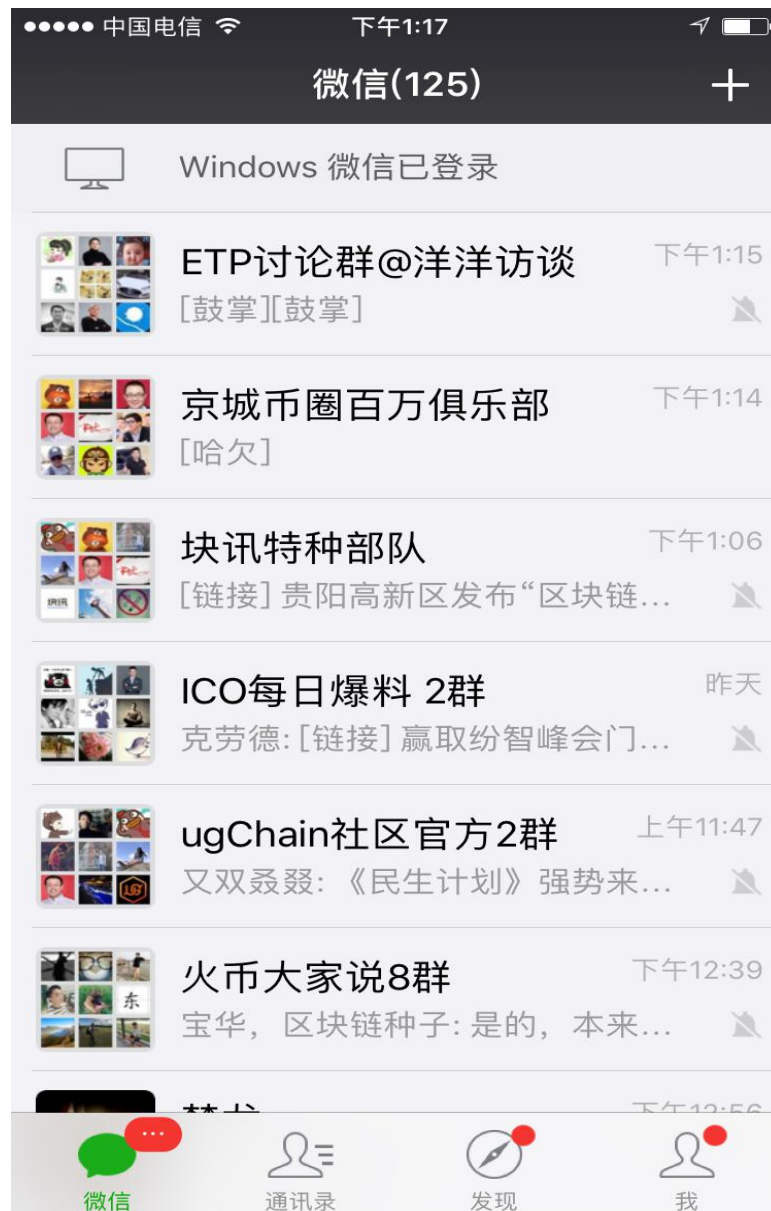 中国电信 下午1:17
微信(125)
Windows 微信已登录
ETP讨论群@洋洋访谈 下午1:15
[鼓掌][鼓掌]
京城币圈百万俱乐部 下午1:14
[哈欠]
块讯特种部队 下午1:06
[链接] 贵阳高新区发布“区块链...
ICO每日爆料 2群 昨天
克劳德: [链接] 赢取纷智峰会门...
ugChain社区官方2群 上午11:47
又双叒叕: 《民生计划》强势来...
火币大家说8群 下午12:39
东
宝华，区块链种子: 是的，本来...
下午12:56
微信 通讯录 发现 我